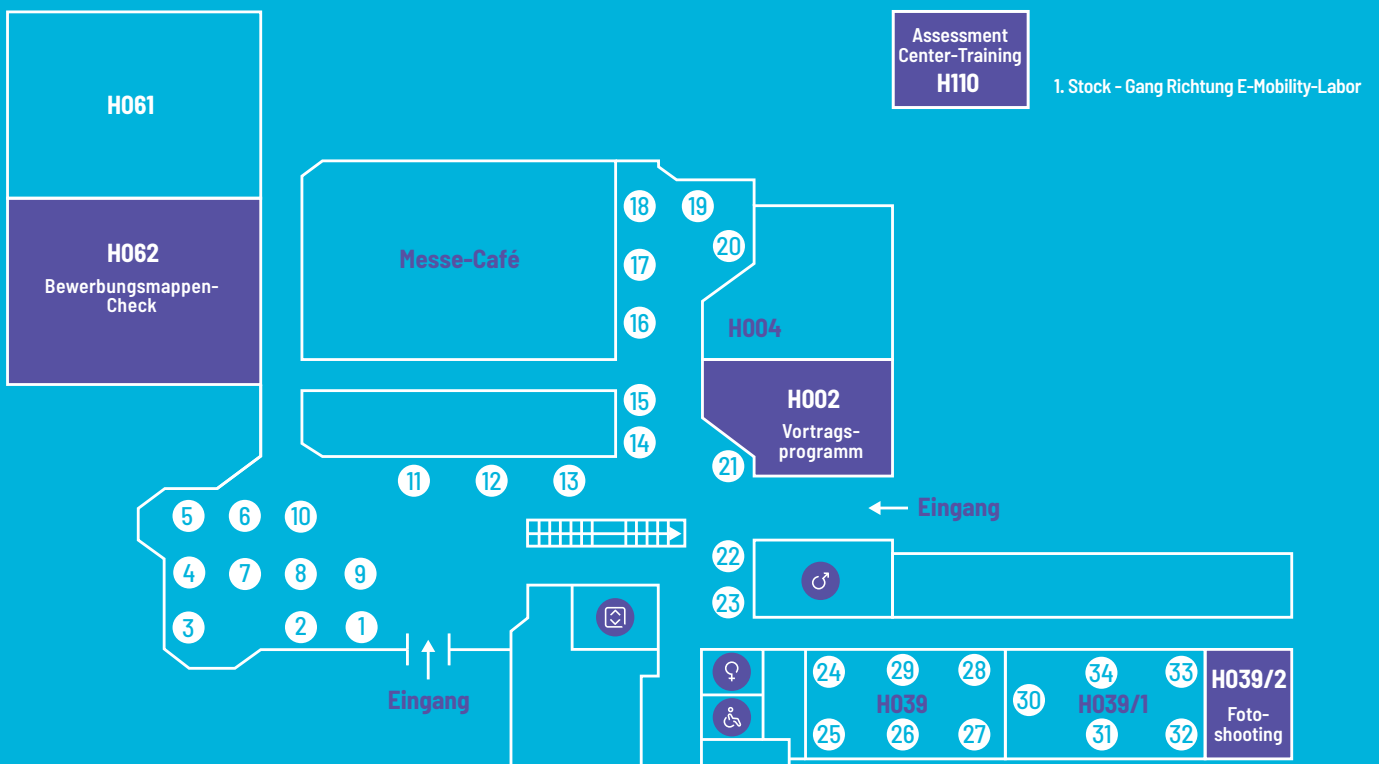 Assessment
Center-Training
H110
1. Stock - Gang Richtung E-Mobility-Labor
H061
H062
Bewerbungsmappen-
Check
Messe-Café
18
19
20
17
16
H004
H002
Vortrags-
programm
15
14
21
11
12
13
Eingang
5
6
10
4
7
8
9
3
2
1
22
23
Eingang
24
29
28
H039
25
26
27
30
34
33
H039/1
31
32
H039/2
Foto-
shooting